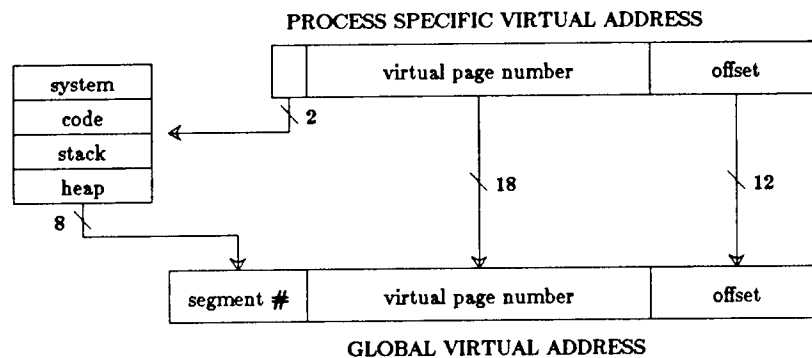 PROCESS SPECIFIC VIRTUAL ADDRESS
virtual page number offset
system
code
stack
heap
2
18
12
8
segment # virtual page number offset
GLOBAL VIRTUAL ADDRESS